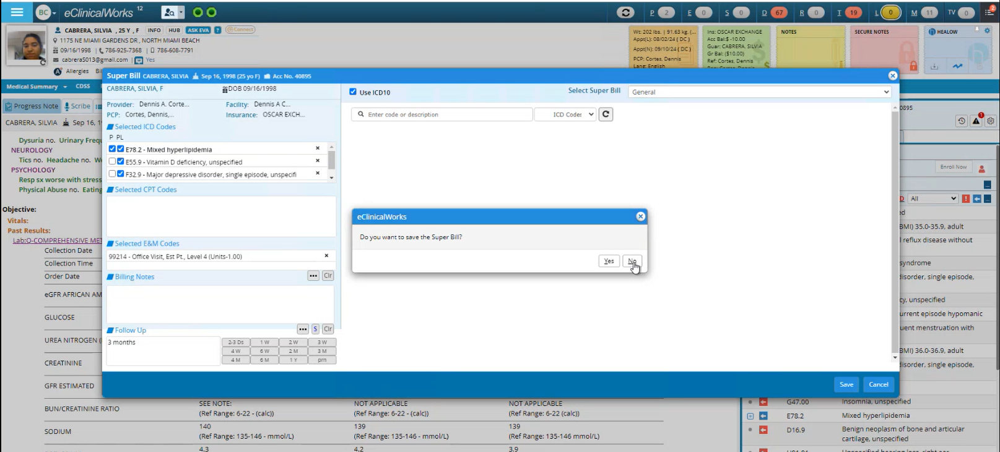 BC eClinicalWorks 12 P 2 E 0 S 0 D 67 R 0 T 19 L 0 M 11 TV 0 2
CABRERA, SILVIA , 25 Y , F INFO HUB ASK EVA ? Connect
1175 NE MIAMI GARDENS DR , NORTH MIAMI BEACH
09/16/1998 | 786-925-7368 | 786-608-7791
cabrera5013@gmail.com | Yes
Allergies
Wt: 202 lbs. | 91.63 kg. (...
Appt(L): 08/02/24 ( DC )
Appt(N): 09/10/24 ( DC )
PCP: Cortes, Dennis
Lang: English
Ins: OSCAR EXCHANGE
Acc Bal:$ -10.00
Guar: CABRERA, SILVIA
Gr Bal: ($10.00)
Ref: Cortes, Dennis
NOTES
SECURE NOTES
HEALOW
Super Bill CABRERA, SILVIA Sep 16, 1998 (25 yo F) Acc No. 40895
Medical Summary CDSS
Progress Note Scribe
CABRERA, SILVIA Sep 16, 1
Dysuria no. Urinary Freq
NEUROLOGY
Tics no. Headache no. W
PSYCHOLOGY
Resp sx worse with stress
Physical Abuse no. Eating
Objective:
Vitals:
Past Results:
Lab:Q-COMPREHENSIVE MET
Collection Date
Collection Time
Order Date
eGFR AFRICAN AM
GLUCOSE
UREA NITROGEN (
CREATININE
GFR ESTIMATED
BUN/CREATININE RATIO
SEE NOTE:
(Ref Range: 6-22 - (calc))
NOT APPLICABLE
(Ref Range: 6-22 (calc))
NOT APPLICABLE
(Ref Range: 6-22 (calc))
SODIUM
140
(Ref Range: 135-146 - mmol/L)
139
(Ref Range: 135-146 - mmol/L)
139
(Ref Range: 135-146 mmol/L)
4.3 4.2 3.9
CABRERA, SILVIA, F DOB 09/16/1998
Provider: Dennis A. Corte... Facility: Dennis A C...
PCP: Cortes, Dennis,... Insurance: OSCAR EXCH...
Selected ICD Codes
P PL
E78.2 - Mixed hyperlipidemia ×
E55.9 - Vitamin D deficiency, unspecified ×
F32.9 - Major depressive disorder, single episode, unspecifi ×
Selected CPT Codes
Selected E&M Codes
99214 - Office Visit, Est Pt., Level 4 (Units-1.00) ×
Billing Notes ... Clr
Follow Up ... S Clr
3 months
2-3 Ds 1 W 2 W 3 W
4 W 6 W 2 M 3 M
4 M 6 M 1 Y prn
Use ICD10
Select Super Bill General
Enter code or description ICD Codes
eClinicalWorks
Do you want to save the Super Bill?
Yes No
Save Cancel
0895
1
Enroll Now
All
ed
BMI) 35.0-35.9, adult
l reflux disease without
syndrome
disorder, single episode,
cy, unspecified
urrent episode hypomanic
uent menstruation with
BMI) 36.0-36.9, adult
disorder, single episode,
G47.00 Insomnia, unspecified
E78.2 Mixed hyperlipidemia
D16.9 Benign neoplasm of bone and articular
cartilage, unspecified